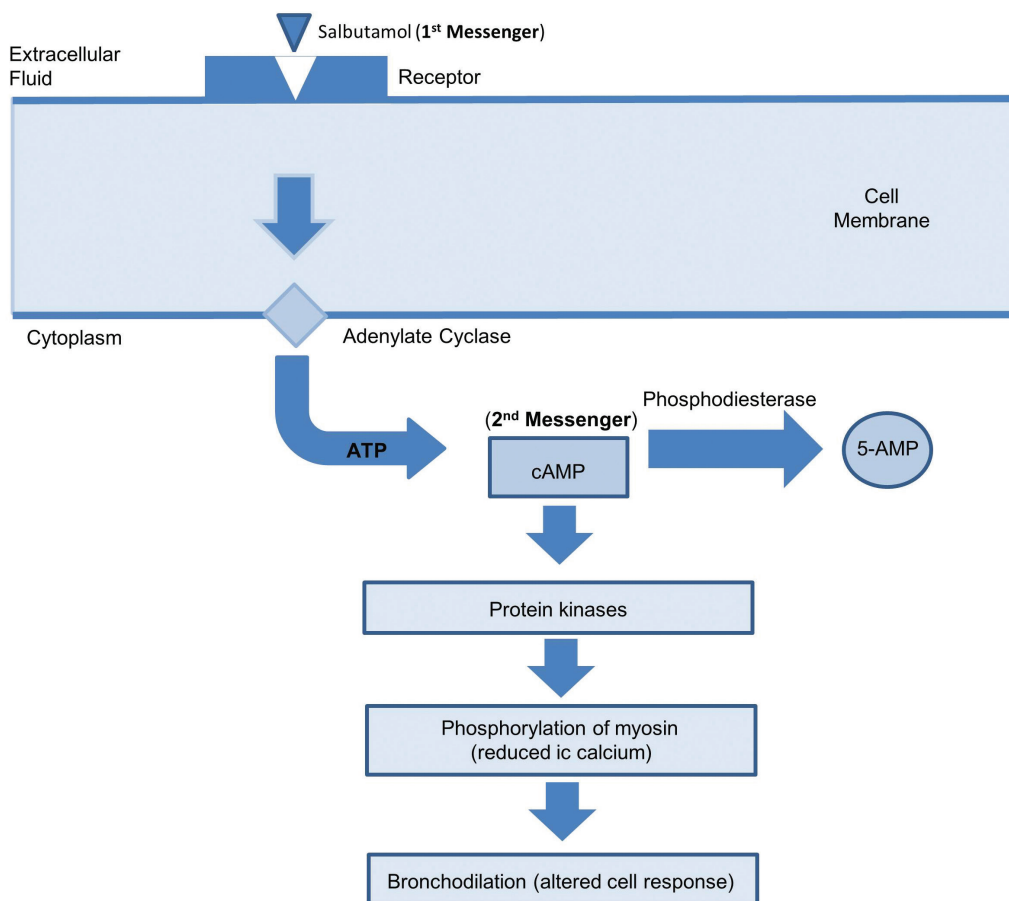 Salbutamol (1st Messenger)
Extracellular
Fluid
Receptor
Cell
Membrane
Cytoplasm
Adenylate Cyclase
ATP
(2nd Messenger)
cAMP
Phosphodiesterase
5-AMP
Protein kinases
Phosphorylation of myosin
(reduced ic calcium)
Bronchodilation (altered cell response)